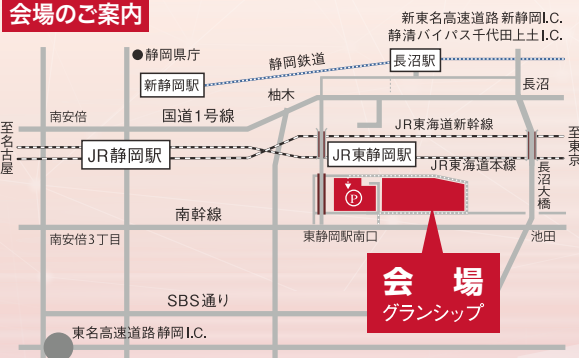 会場のご案内
新東名高速道路 新静岡I.C.
静清バイパス千代田上土I.C.
●静岡県庁
静岡鉄道
長沼駅
新静岡駅
柚木
長沼
南安倍
国道1号線
至名古屋
JR静岡駅
JR東海道新幹線
JR東静岡駅
JR東海道本線
至東京
長沼大橋
P
南幹線
南安倍3丁目
東静岡駅南口
池田
会 場
グランシップ
SBS通り
東名高速道路 静岡I.C.